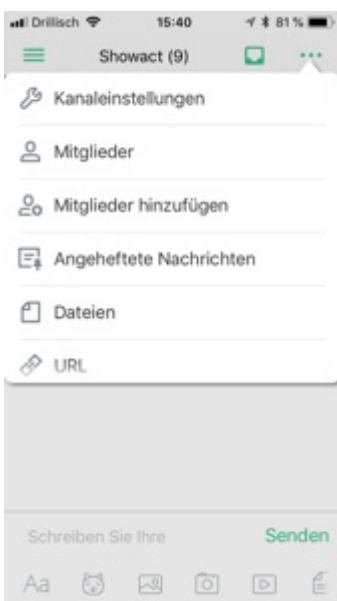 Drillisch 15:40 81 %
Showact (9)
Kanaleinstellungen
Mitglieder
Mitglieder hinzufügen
Angeheftete Nachrichten
Dateien
URL
Schreiben Sie Ihre Senden
Aa